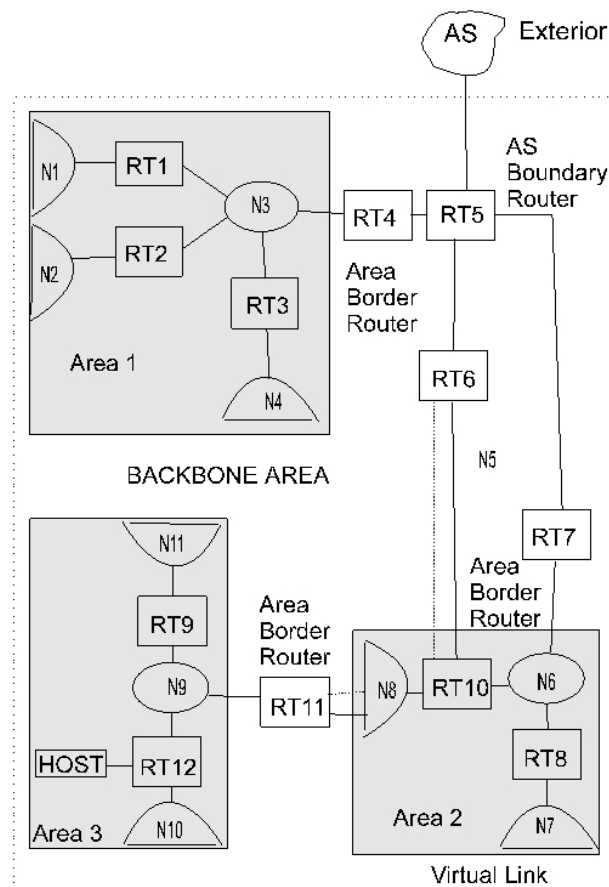 AS
Exterior
AS
Boundary
Router
N1
RT1
N3
RT4
RT5
N2
RT2
RT3
Area
Border
Router
Area 1
N4
RT6
N5
BACKBONE AREA
RT7
N11
Area
Border
Router
RT9
Area
Border
Router
N9
RT11
N8
RT10
N6
HOST
RT12
RT8
Area 3
N10
Area 2
N7
Virtual Link